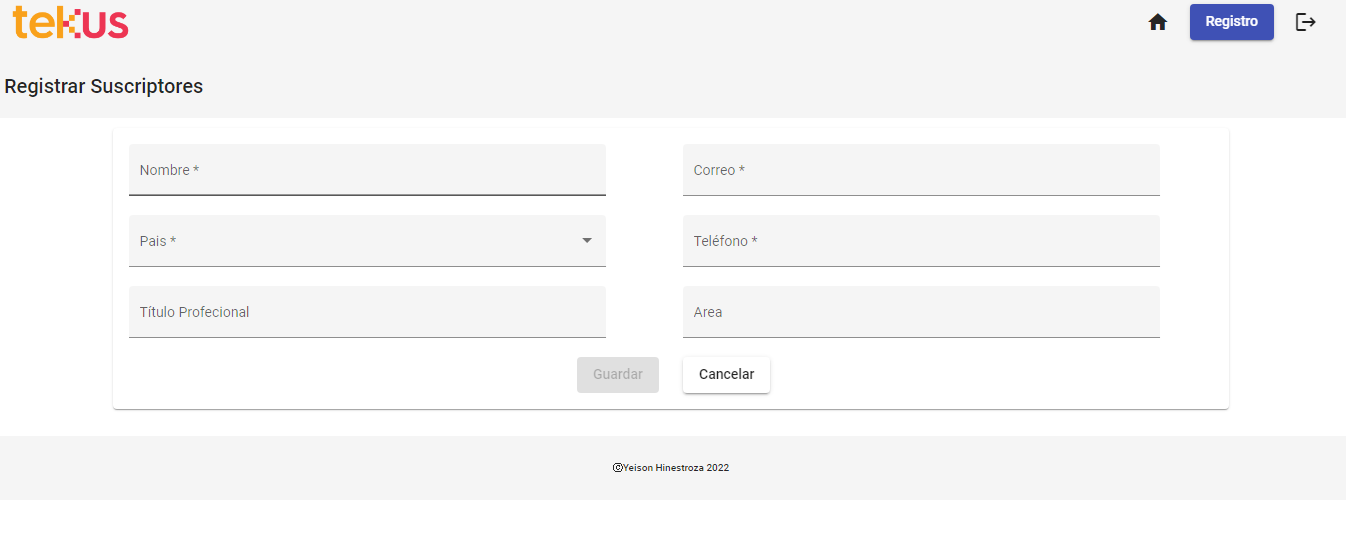 tekus
Registro
Registrar Suscriptores
Nombre *
Correo *
Pais *
Teléfono *
Título Profecional
Area
Guardar
Cancelar
©Yeison Hinestroza 2022